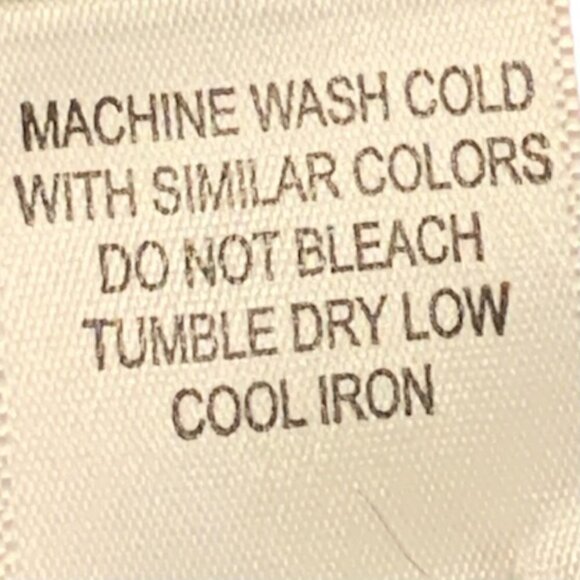 MACHINE WASH COLD
WITH SIMILAR COLORS
DO NOT BLEACH
TUMBLE DRY LOW
COOL IRON